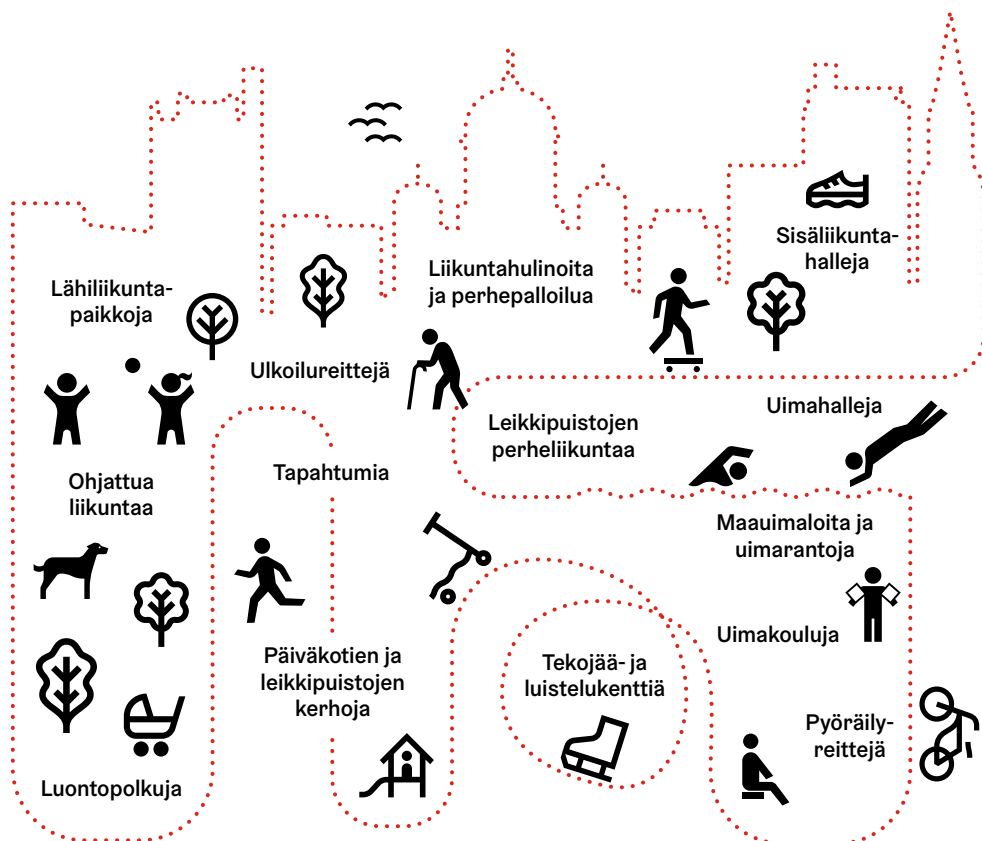 Sisäliikunta-
halleja
Liikuntahulinoita
ja perhepalloilua
Lähiliikunta-
paikkoja
Ulkoilureittejä
Uimahalleja
Leikkipuistojen
perheliikuntaa
Tapahtumia
Ohjattua
liikuntaa
Maauimaloita ja
uimarantoja
Uimakouluja
Päiväkotien ja
leikkipuistojen
kerhoja
Tekojää- ja
luistelukenttiä
Pyöräily-
reittejä
Luontopolkuja